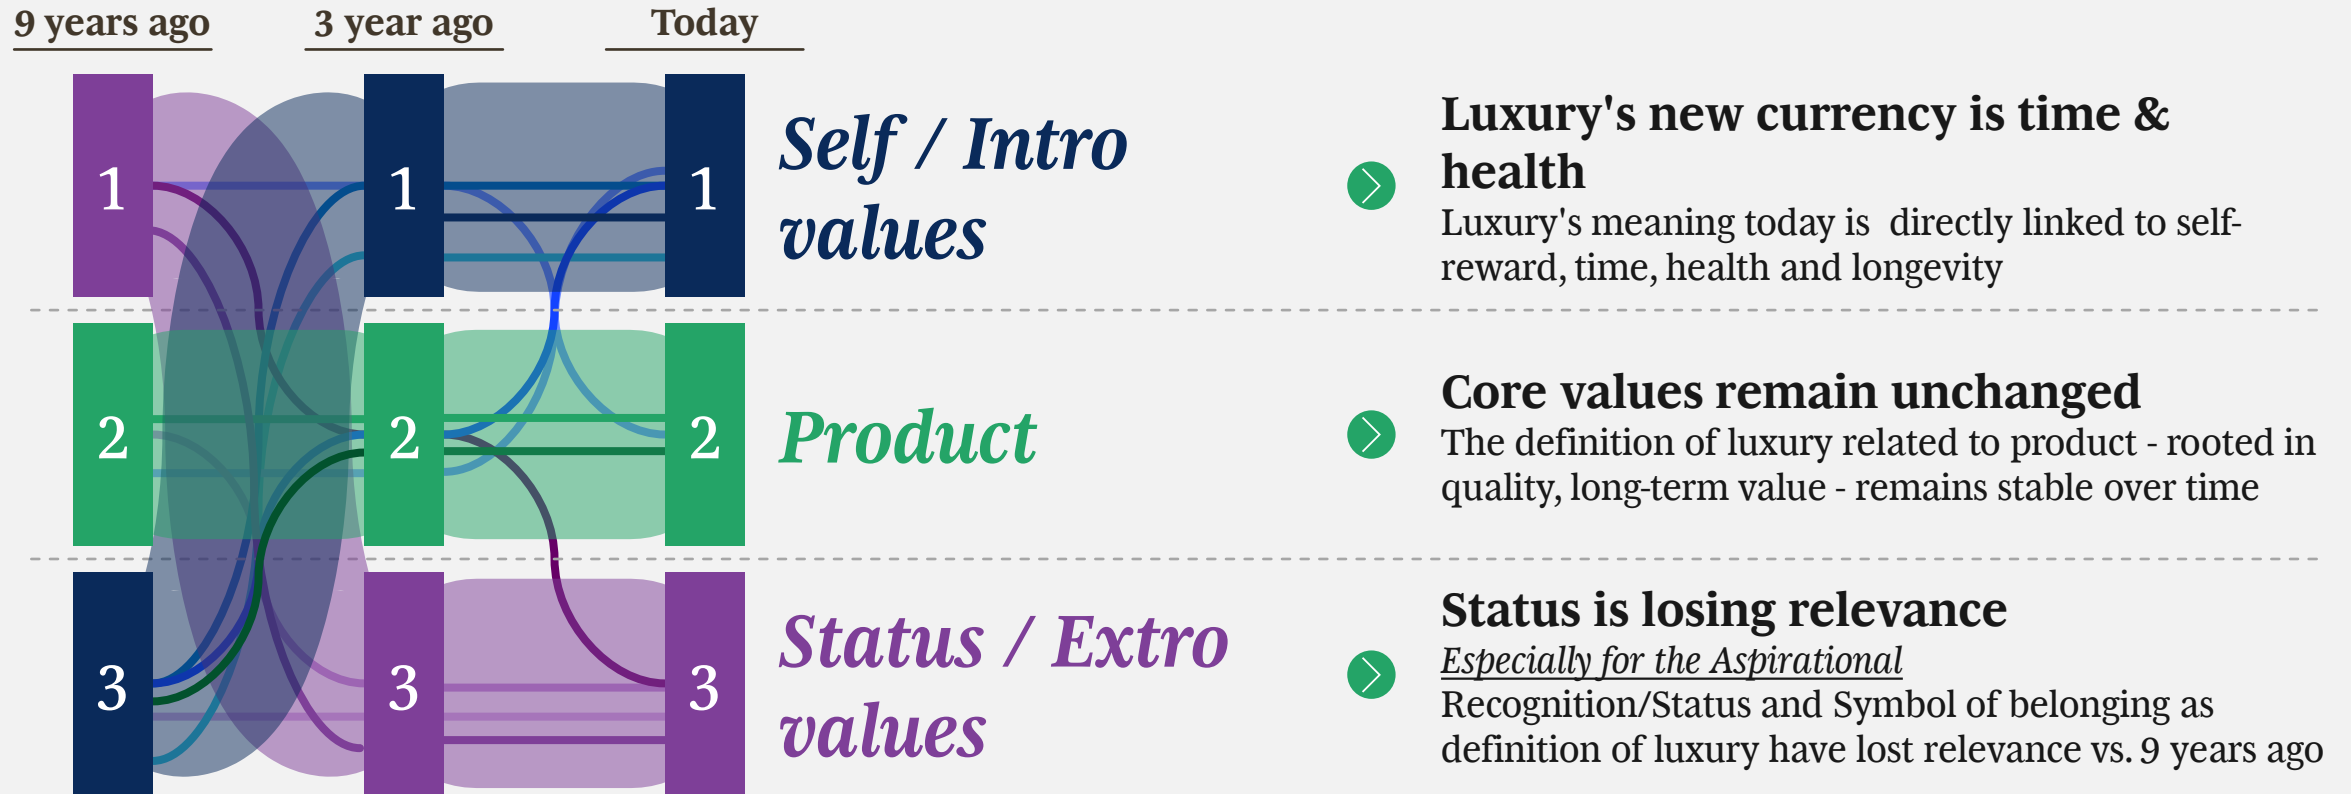 9 years ago
3 year ago
Today
1
1
1
Self / Intro
values
Luxury's new currency is time &
health
Luxury's meaning today is  directly linked to self-
reward, time, health and longevity
2
2
2
Product
Core values remain unchanged
The definition of luxury related to product - rooted in
quality, long-term value - remains stable over time
3
3
3
Status / Extro
values
Status is losing relevance
Especially for the Aspirational
Recognition/Status and Symbol of belonging as
definition of luxury have lost relevance vs. 9 years ago